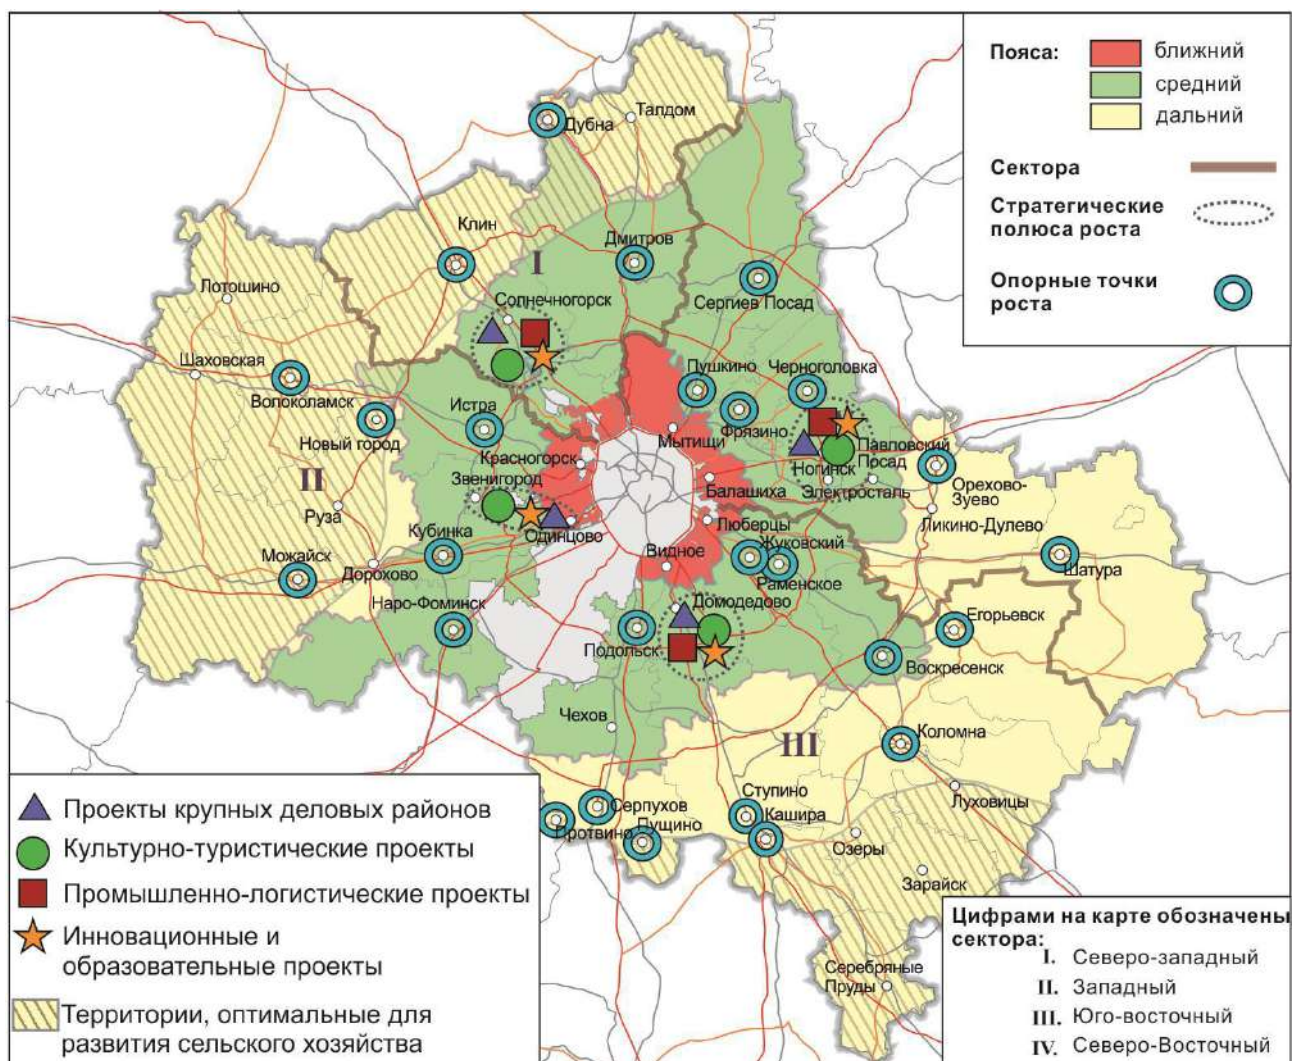 Пояса:
ближний
средний
дальний
Сектора
Стратегические
полюса роста
Опорные точки
роста
Талдом
Дубна
Клин
Дмитров
I
Лотошино
Солнечногорск
Сергиев Посад
Шаховская
Волоколамск
Пушкино
Черноголовка
Истра
Новый город
Фрязино
Мытищи
Павловский
Посад
Красногорск
Звенигород
II
Ногинск
Балашиха
Электросталь
Орехово-
Зуево
Руза
Одинцово
Люберцы
Ликино-Дулево
Кубинка
Видное
Жуковский
Можайск
Дорохово
Раменское
Шатура
Наро-Фоминск
Домодедово
Егорьевск
Подольск
Воскресенск
Чехов
III
Коломна
Ступино
Луховицы
Серпухов
Кашира
Протвино
Пущино
Озеры
Зарайск
Серебряные
Пруды
Проекты крупных деловых районов
Культурно-туристические проекты
Промышленно-логистические проекты
Инновационные и
образовательные проекты
Территории, оптимальные для
развития сельского хозяйства
Цифрами на карте обозначены
сектора:
I. Северо-западный
II. Западный
III. Юго-восточный
IV. Северо-Восточный